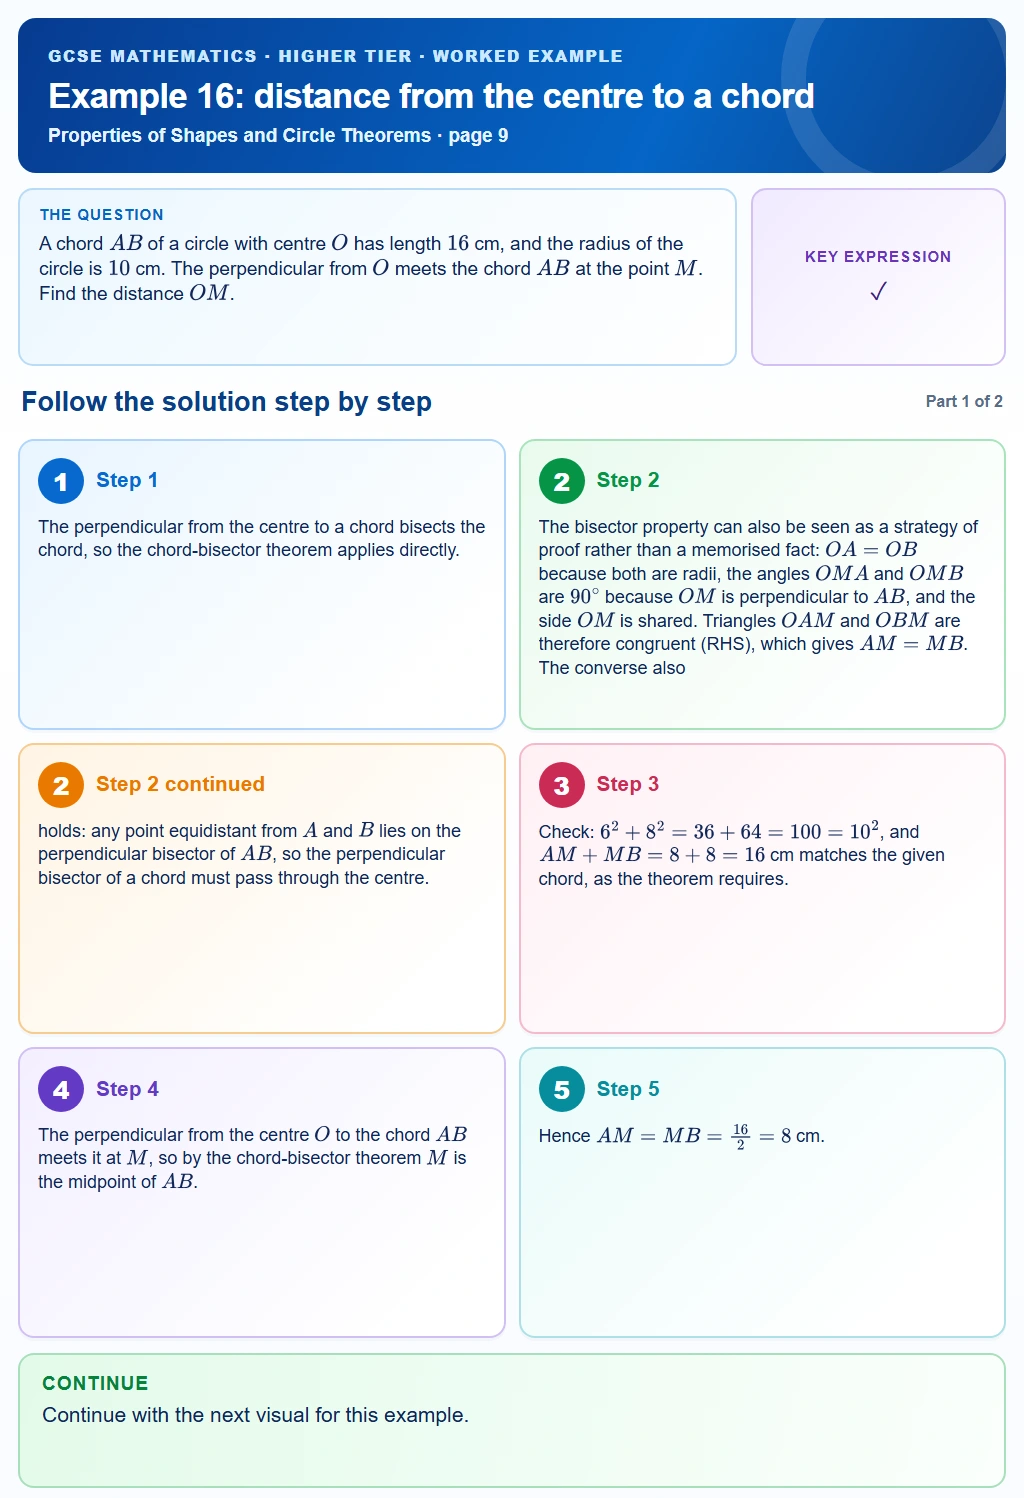 GCSE MATHEMATICS · HIGHER TIER · WORKED EXAMPLE
Example 16: distance from the centre to a chord
Properties of Shapes and Circle Theorems · page 9
THE QUESTION
A chord AB of a circle with centre O has length 16 cm, and the radius of the
circle is 10 cm. The perpendicular from O meets the chord AB at the point M.
Find the distance OM.
KEY EXPRESSION
✓
Follow the solution step by step
Part 1 of 2
1 Step 1
The perpendicular from the centre to a chord bisects the
chord, so the chord-bisector theorem applies directly.
2 Step 2
The bisector property can also be seen as a strategy of
proof rather than a memorised fact: OA = OB
because both are radii, the angles OMA and OMB
are 90° because OM is perpendicular to AB, and the
side OM is shared. Triangles OAM and OBM are
therefore congruent (RHS), which gives AM = MB.
The converse also
2 Step 2 continued
holds: any point equidistant from A and B lies on the
perpendicular bisector of AB, so the perpendicular
bisector of a chord must pass through the centre.
3 Step 3
Check: 6² + 8² = 36 + 64 = 100 = 10², and
AM + MB = 8 + 8 = 16 cm matches the given
chord, as the theorem requires.
4 Step 4
The perpendicular from the centre O to the chord AB
meets it at M, so by the chord-bisector theorem M is
the midpoint of AB.
5 Step 5
Hence AM = MB = 16/2 = 8 cm.
CONTINUE
Continue with the next visual for this example.